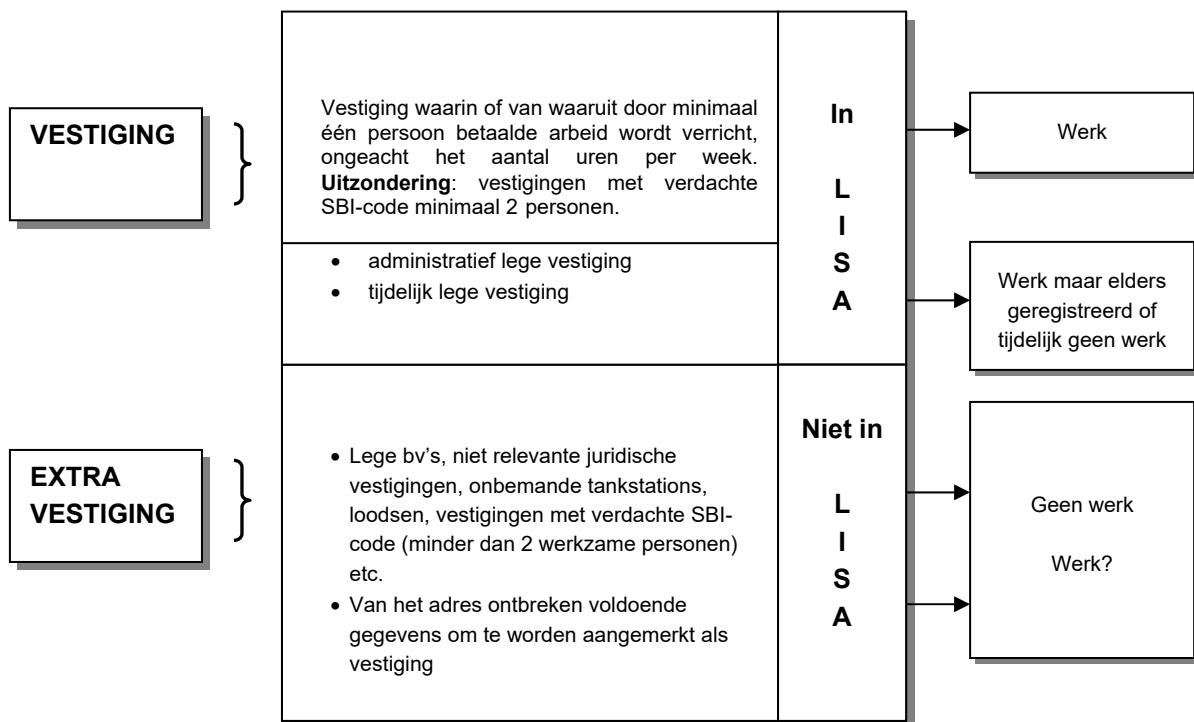 VESTIGING
Vestiging waarin of van waaruit door minimaal
één persoon betaalde arbeid wordt verricht,
ongeacht het aantal uren per week.
Uitzondering: vestigingen met verdachte
SBI-code minimaal 2 personen.
• administratief lege vestiging
• tijdelijk lege vestiging
In
L
I
S
A
Werk
Werk maar elders
geregistreerd of
tijdelijk geen werk
EXTRA
VESTIGING
• Lege bv’s, niet relevante juridische
vestigingen, onbemande tankstations,
loodsen, vestigingen met verdachte SBI-
code (minder dan 2 werkzame personen)
etc.
• Van het adres ontbreken voldoende
gegevens om te worden aangemerkt als
vestiging
Niet in
L
I
S
A
Geen werk
Werk?